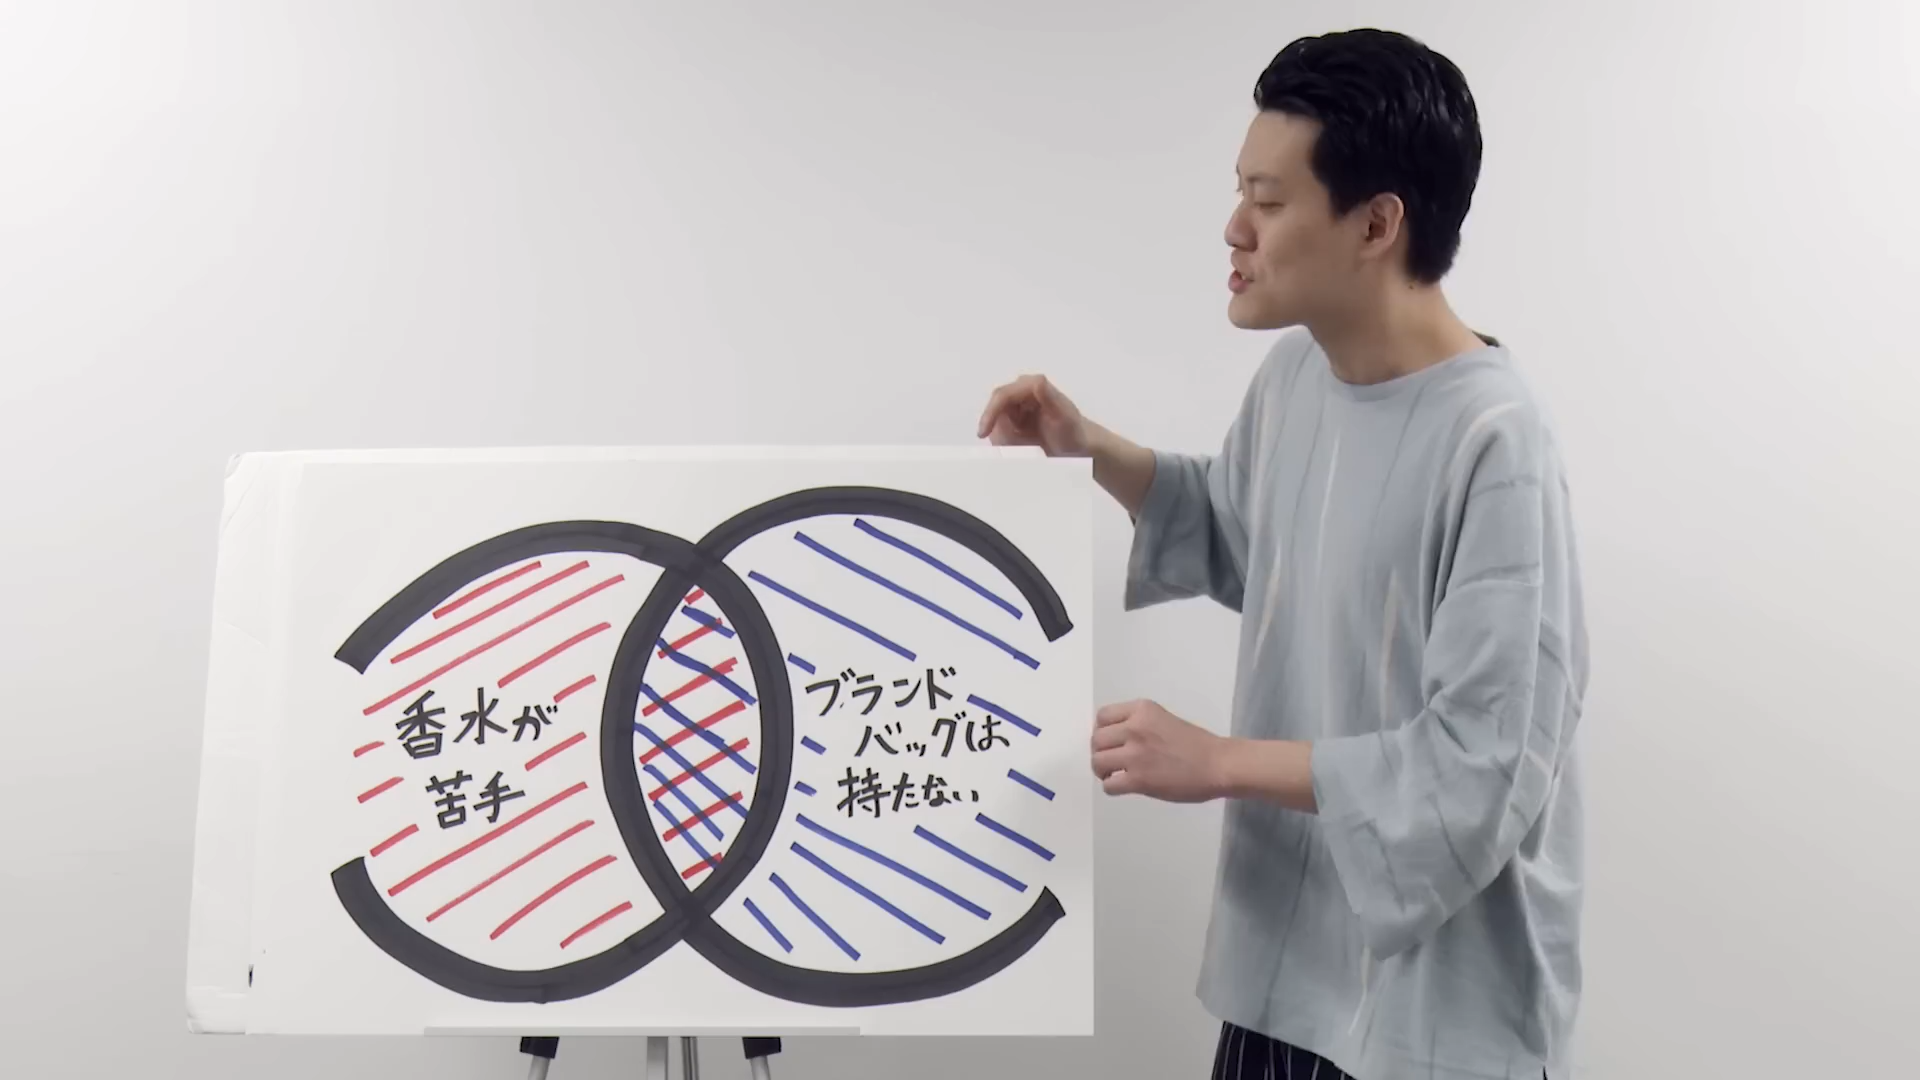 香水が
苦手
ブランド
バッグは
持たない